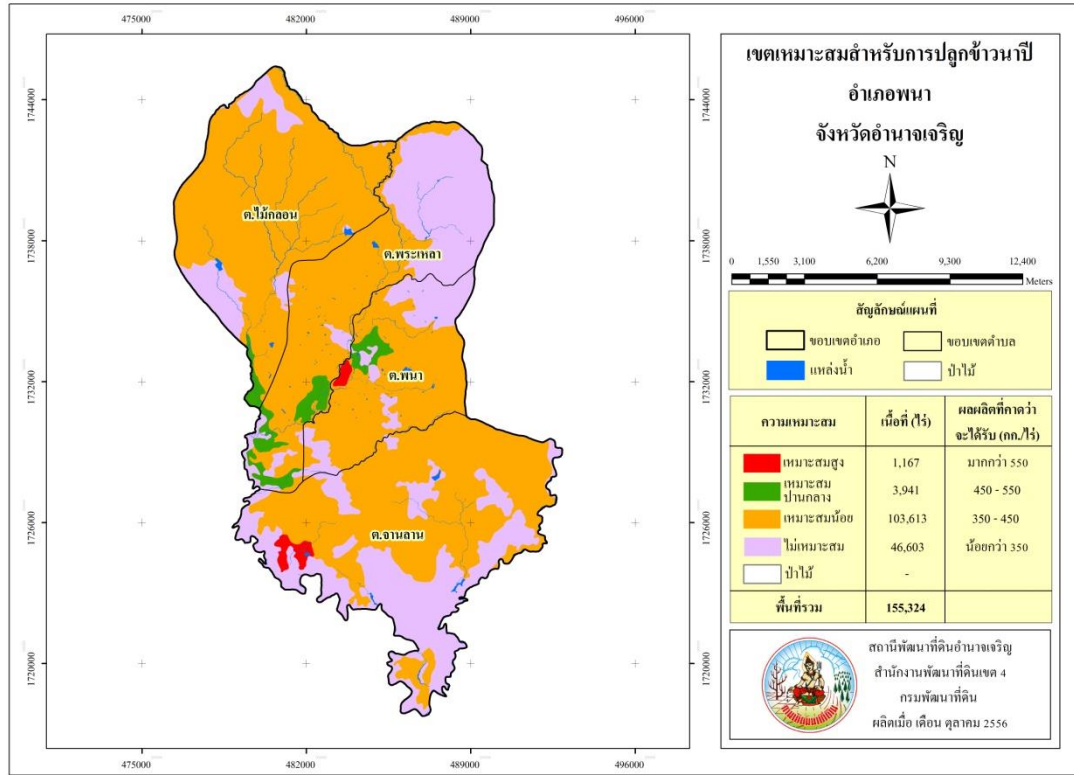 475000 482000 489000 496000
1744000 1744000
1738000 1738000
1732000 1732000
1726000 1726000
1720000 1720000
475000 482000 489000 496000
ต.ไม้กลอน
ต.พระเหลา
ต.พนา
ต.จานลาน
เขตเหมาะสมสำหรับการปลูกข้าวนาปี
อำเภอพนา
จังหวัดอำนาจเจริญ
N
0 1,550 3,100 6,200 9,300 12,400
Meters
สัญลักษณ์แผนที่
ขอบเขตอำเภอ ขอบเขตตำบล
แหล่งน้ำ ป่าไม้
ความเหมาะสม เนื้อที่ (ไร่) ผลผลิตที่คาดว่า
จะได้รับ (กก./ไร่)
เหมาะสมสูง 1,167 มากกว่า 550
เหมาะสม
ปานกลาง 3,941 450 - 550
เหมาะสมน้อย 103,613 350 - 450
ไม่เหมาะสม 46,603 น้อยกว่า 350
ป่าไม้ -
พื้นที่รวม 155,324
สถานีพัฒนาที่ดินอำนาจเจริญ
สำนักงานพัฒนาที่ดินเขต 4
กรมพัฒนาที่ดิน
ผลิตเมื่อ เดือน ตุลาคม 2556